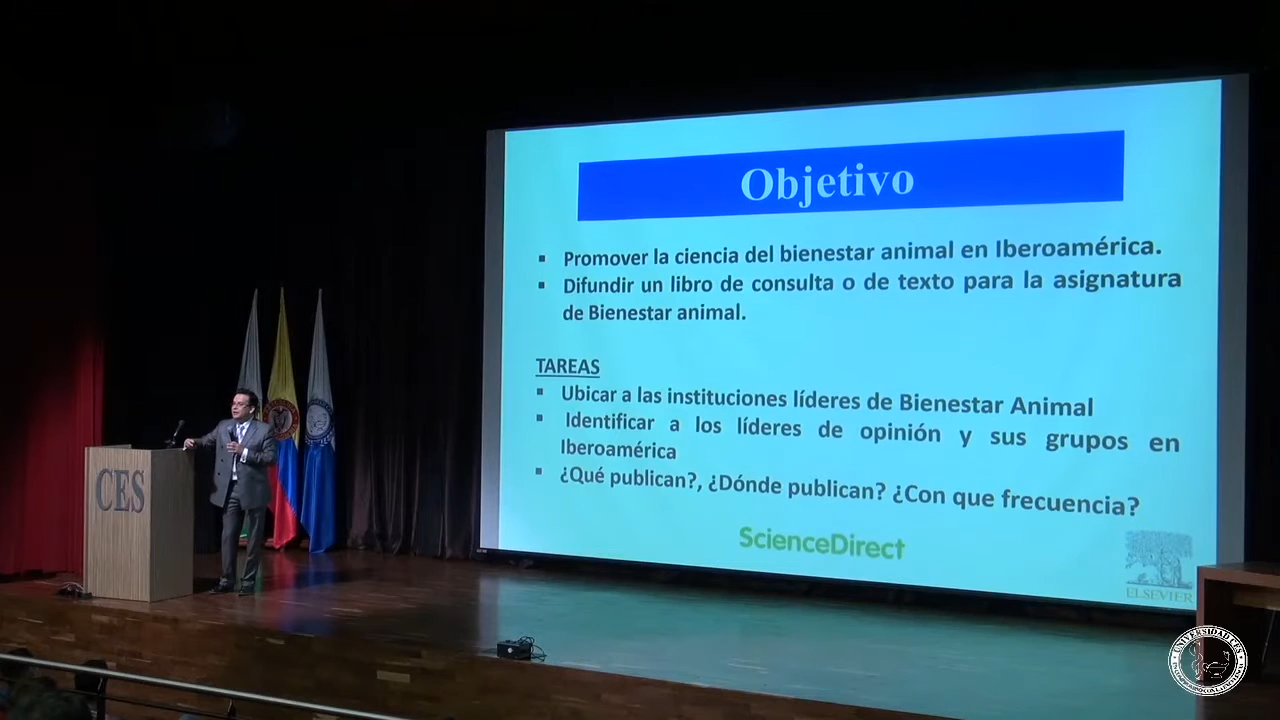 Objetivo
▪ Promover la ciencia del bienestar animal en Iberoamérica.
▪ Difundir un libro de consulta o de texto para la asignatura
de Bienestar animal.
TAREAS
▪ Ubicar a las instituciones líderes de Bienestar Animal
▪ Identificar a los líderes de opinión y sus grupos en
Iberoamérica
▪ ¿Qué publican?, ¿Dónde publican? ¿Con que frecuencia?
ScienceDirect
ELSEVIER
CES
UNIVERSIDAD CES